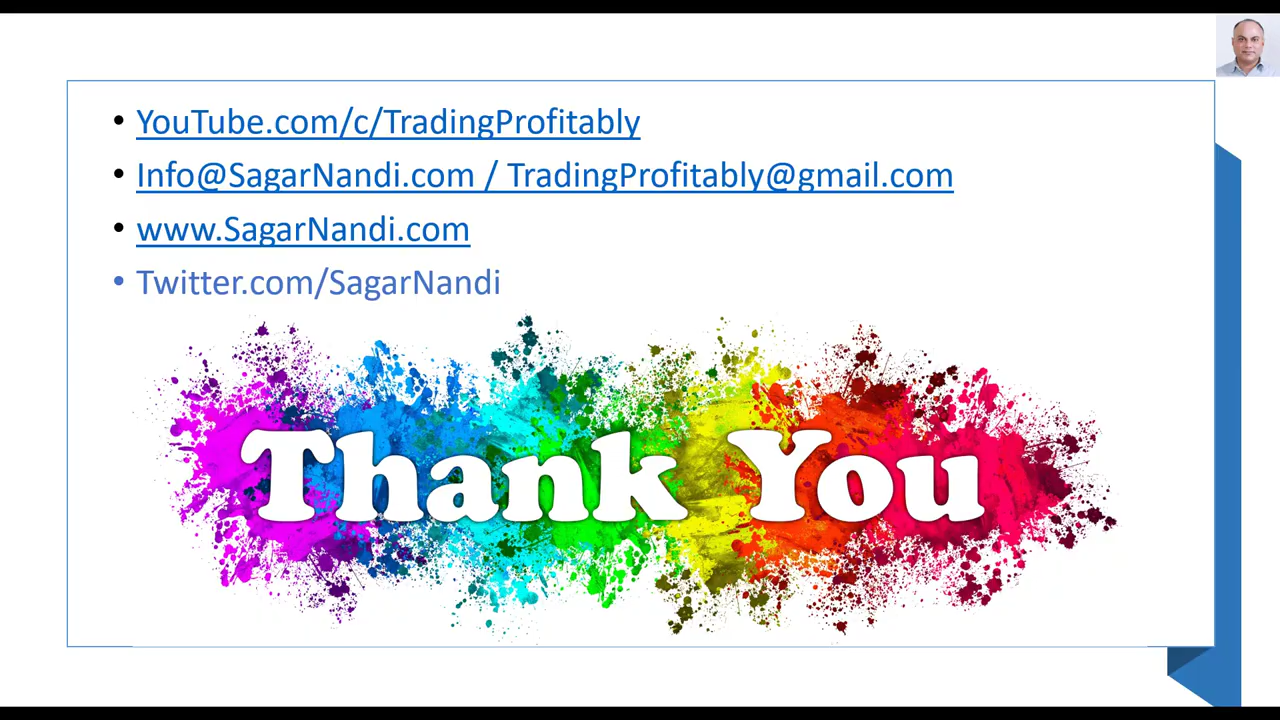 • YouTube.com/c/TradingProfitably
• Info@SagarNandi.com / TradingProfitably@gmail.com
• www.SagarNandi.com
• Twitter.com/SagarNandi
Thank You